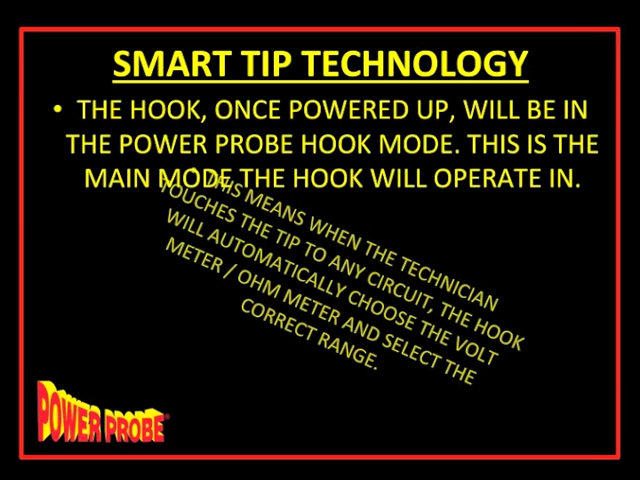 SMART TIP TECHNOLOGY
• THE HOOK, ONCE POWERED UP, WILL BE IN
THE POWER PROBE HOOK MODE. THIS IS THE
MAIN MODE THE HOOK WILL OPERATE IN.
• THIS MEANS WHEN THE TECHNICIAN
TOUCHES THE TIP TO ANY CIRCUIT, THE HOOK
WILL AUTOMATICALLY CHOOSE THE VOLT
METER / OHM METER AND SELECT THE
CORRECT RANGE.
POWER PROBE®